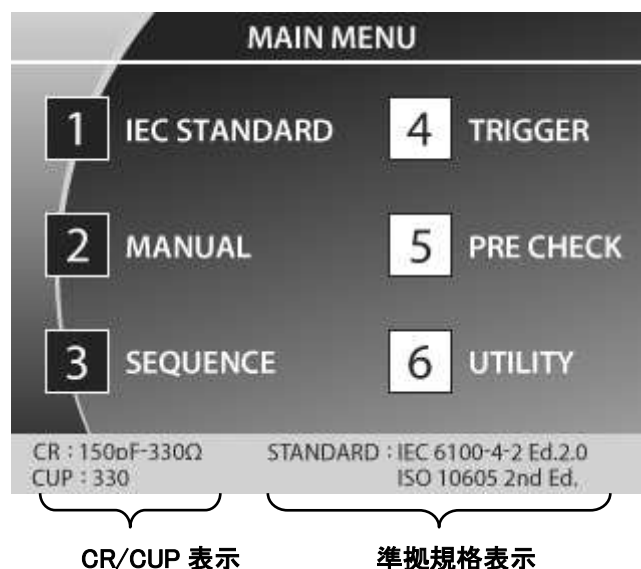 MAIN MENU
1 IEC STANDARD
4 TRIGGER
2 MANUAL
5 PRE CHECK
3 SEQUENCE
6 UTILITY
CR : 150pF-330Ω
STANDARD : IEC 6100-4-2 Ed.2.0
CUP : 330
ISO 10605 2nd Ed.
CR/CUP 表示
準拠規格表示